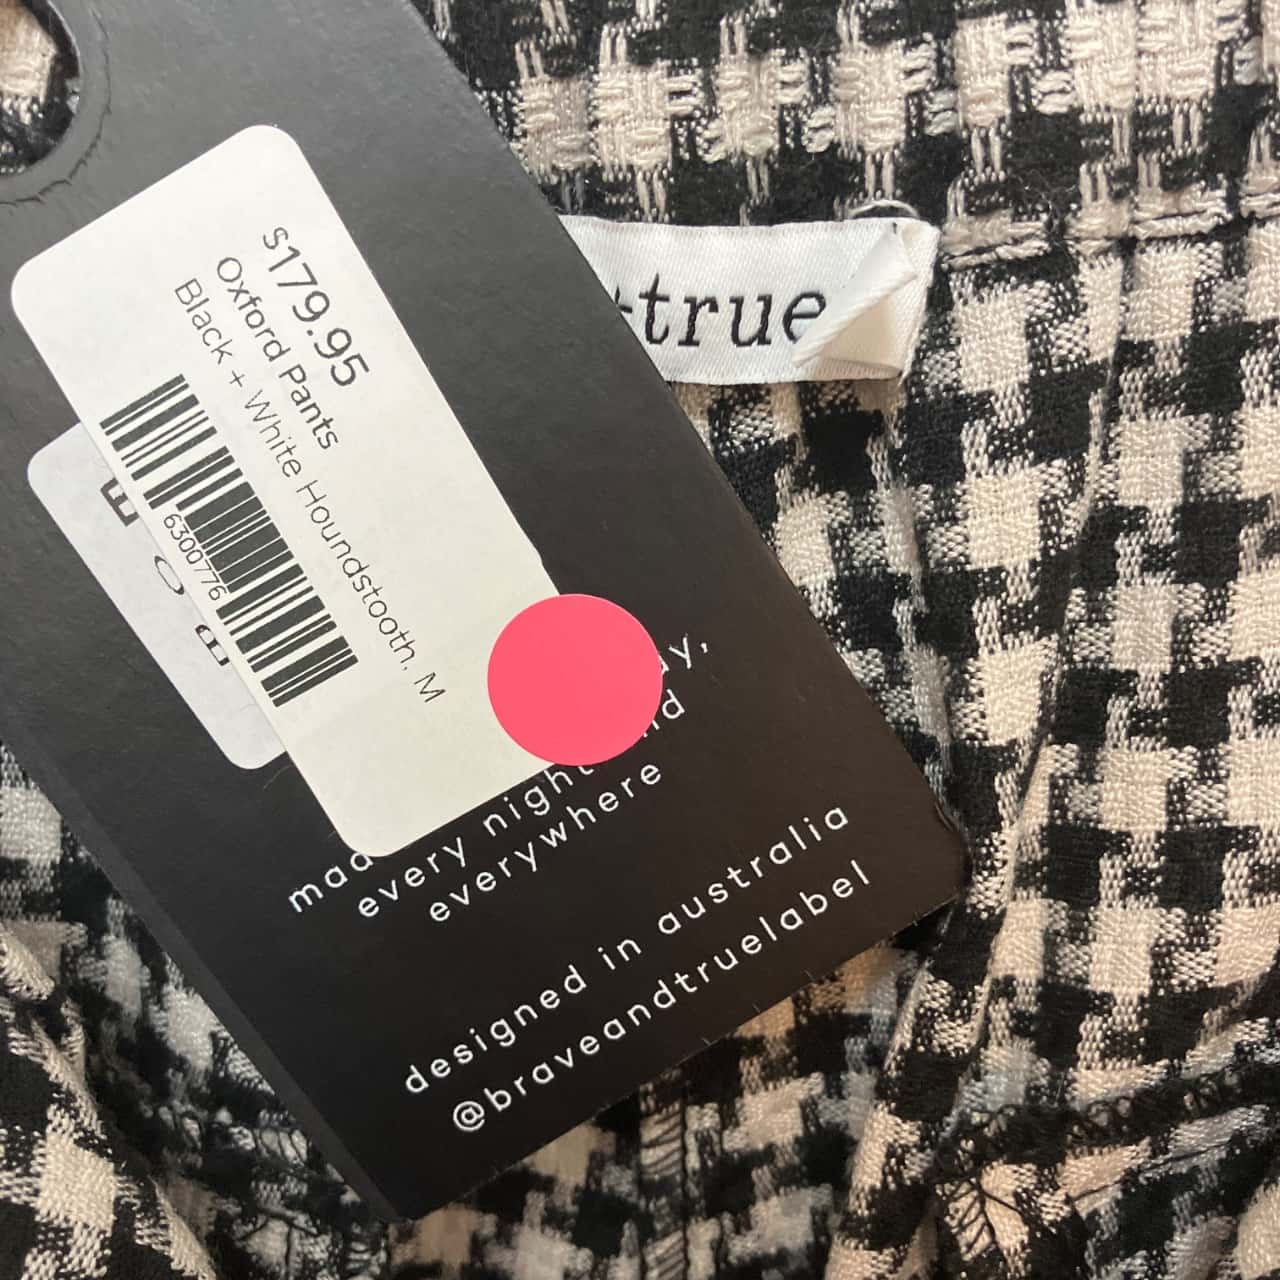 +true
$179.95
Oxford Pants
Black + White Houndstooth, M
6300776
every night
everywhere
designed in australia
@braveandtruelabel